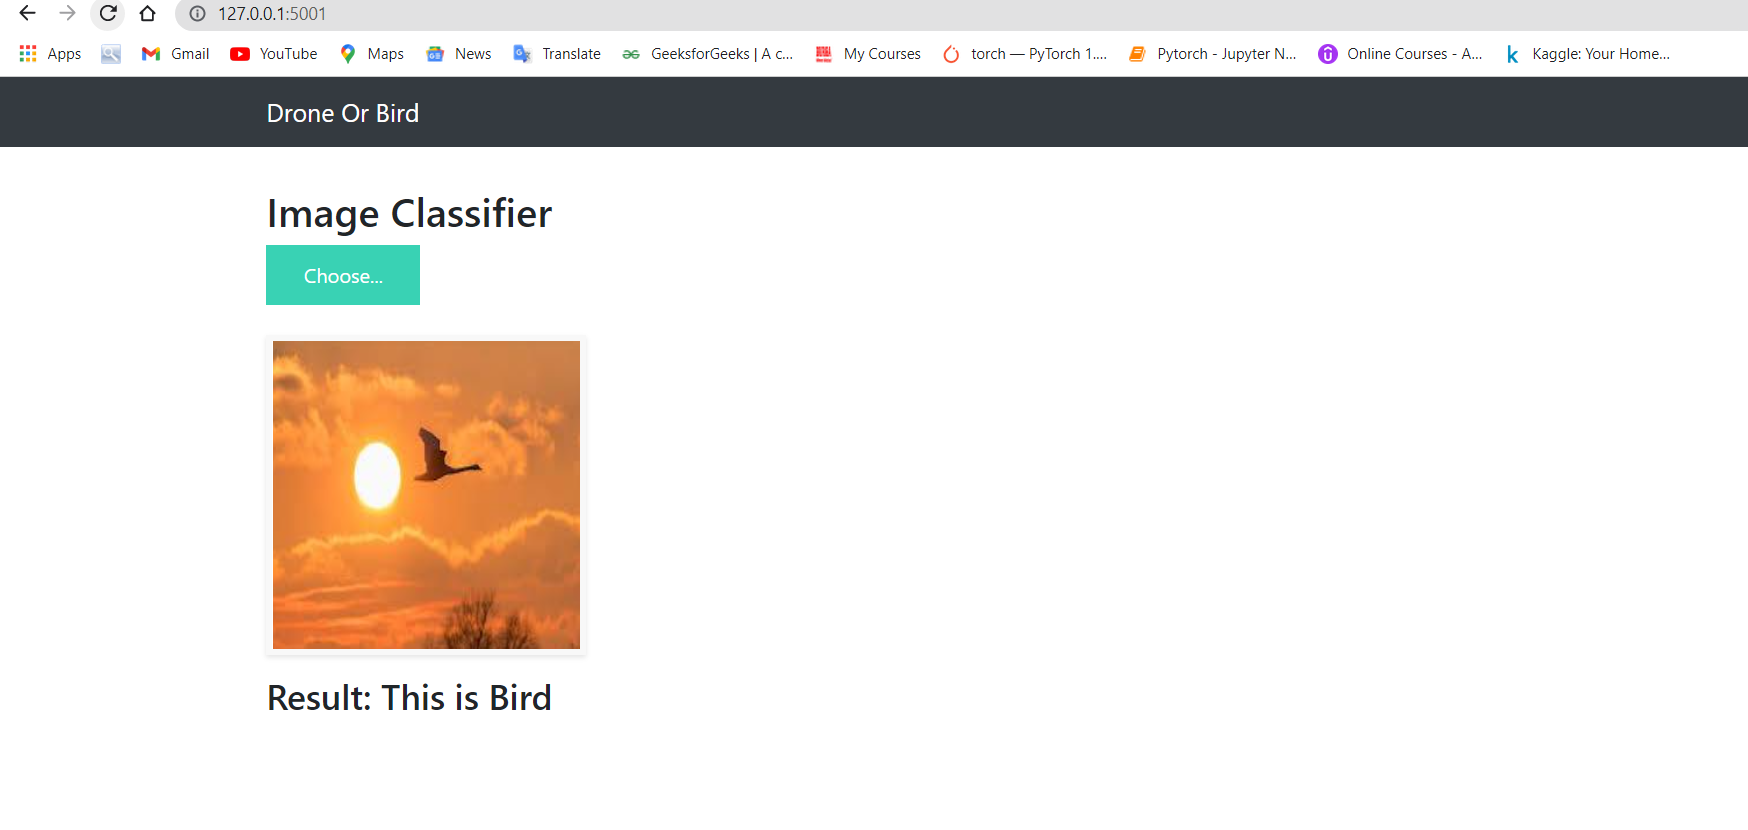 127.0.0.1:5001
Apps Gmail YouTube Maps News Translate GeeksforGeeks | A c... My Courses torch — PyTorch 1.... Pytorch - Jupyter N... Online Courses - A... Kaggle: Your Home...
Drone Or Bird
Image Classifier
Choose...
Result: This is Bird